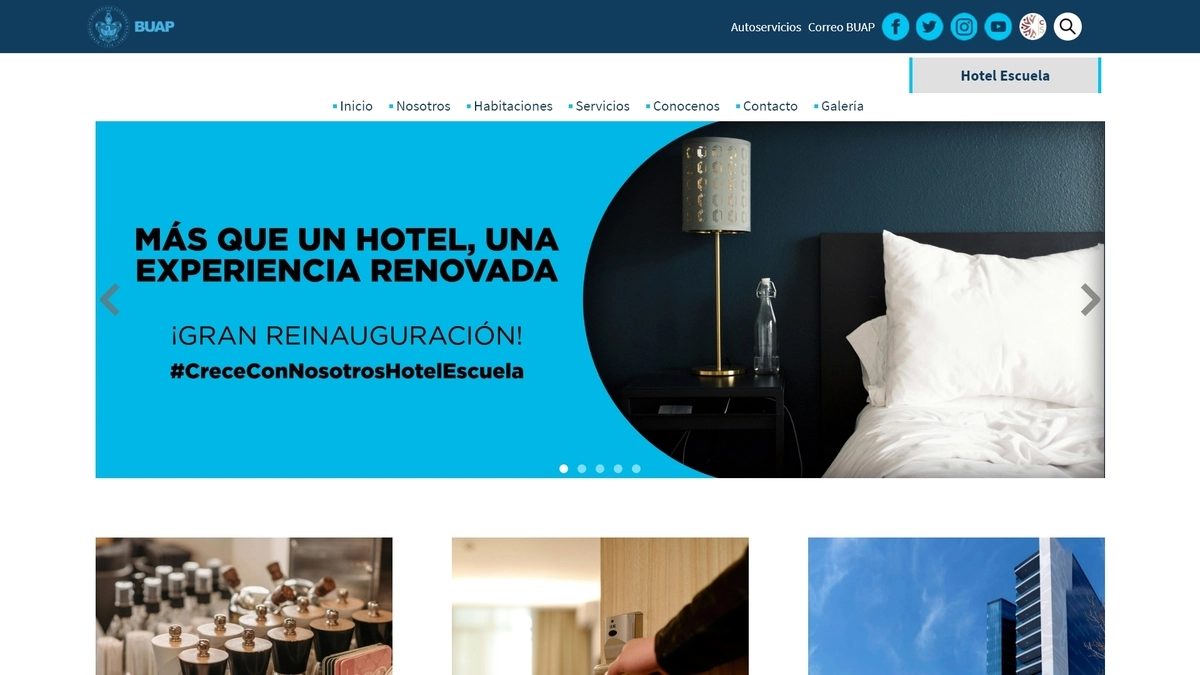 BUAP
Autoservicios Correo BUAP
Hotel Escuela
Inicio Nosotros Habitaciones Servicios Conocenos Contacto Galería
MÁS QUE UN HOTEL, UNA
EXPERIENCIA RENOVADA
¡GRAN REINAUGURACIÓN!
#CreceConNosotrosHotelEscuela